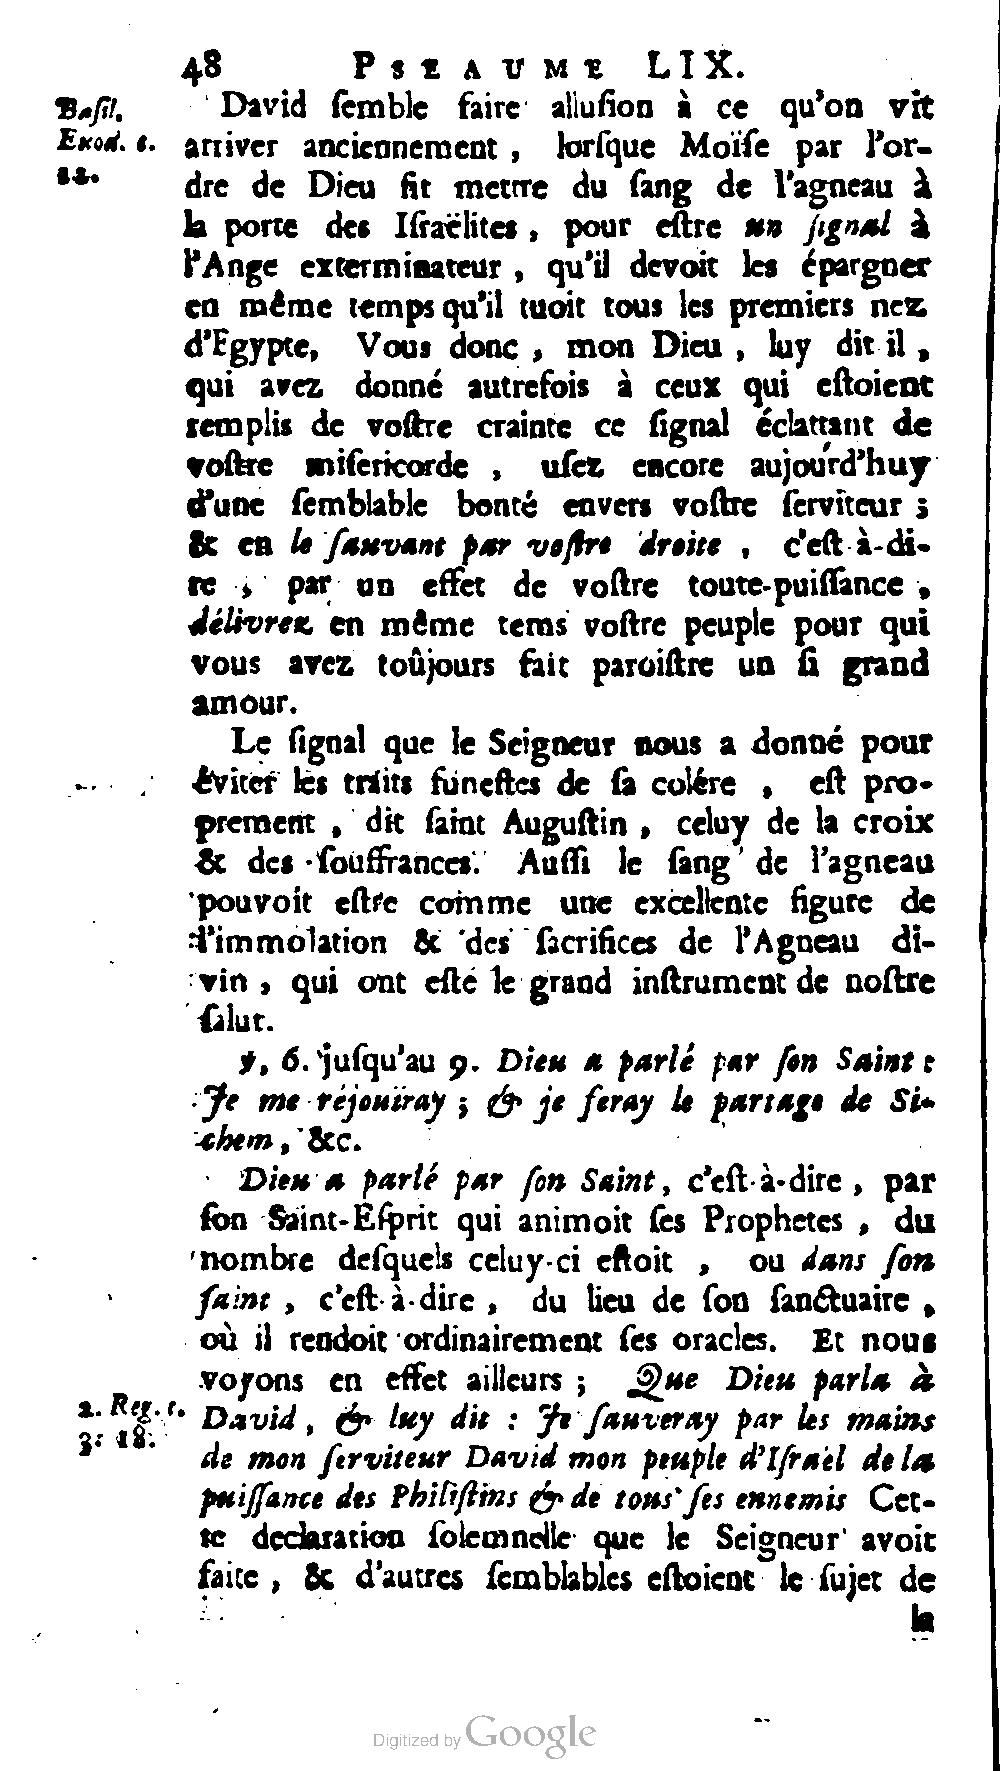 48 PSEAUME LIX.
Baſil.
Exod. c.
12.
David ſemble faire alluſion à ce qu'on vit
arriver anciennement, lorſque Moïſe par l'or-
dre de Dieu fit mettre du ſang de l'agneau à
la porte des Iſraëlites, pour eſtre un ſignal à
l'Ange exterminateur, qu'il devoit les épargner
en même temps qu'il tuoit tous les premiers nez
d'Egypte, Vous donc, mon Dieu, luy dit il,
qui avez donné autrefois à ceux qui eſtoient
remplis de voſtre crainte ce ſignal éclattant de
voſtre miſericorde, uſez encore aujourd'huy
d'une ſemblable bonté envers voſtre ſerviteur;
& en le ſauvant par voſtre droite, c'eſt-à-di-
re, par un effet de voſtre toute-puiſſance,
délivrez en même tems voſtre peuple pour qui
vous avez toûjours fait paroiſtre un ſi grand
amour.
Le ſignal que le Seigneur nous a donné pour
éviter les traits funeſtes de ſa colére, eſt pro-
prement, dit ſaint Auguſtin, celuy de la croix
& des ſouffrances. Auſſi le ſang de l'agneau
pouvoit eſtre comme une excellente figure de
l'immolation & des ſacrifices de l'Agneau di-
vin, qui ont eſté le grand inſtrument de noſtre
ſalut.
℣. 6. juſqu'au 9. Dieu a parlé par ſon Saint:
Je me réjouïray; & je feray le partage de Si-
chem, &c.
Dieu a parlé par ſon Saint, c'eſt-à-dire, par
ſon Saint-Eſprit qui animoit ſes Prophetes, du
nombre deſquels celuy-ci eſtoit, ou dans ſon
ſaint, c'eſt-à-dire, du lieu de ſon ſanctuaire,
où il rendoit ordinairement ſes oracles. Et nous
voyons en effet ailleurs; Que Dieu parla à
2. Reg. c.
3: 18.
David, & luy dit: Je ſauveray par les mains
de mon ſerviteur David mon peuple d'Iſraël de la
puiſſance des Philiſtins & de tous ſes ennemis Cet-
te declaration ſolemnelle que le Seigneur avoit
faite, & d'autres ſemblables eſtoient le ſujet de
la
Digitized by Google